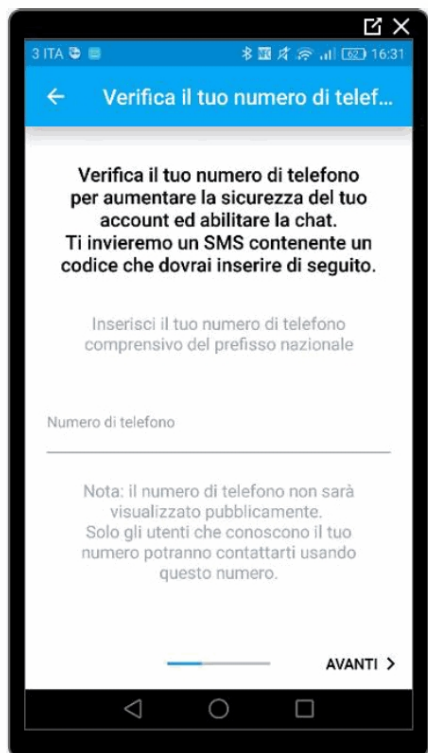 3 ITA 62 16:31
Verifica il tuo numero di telef...
Verifica il tuo numero di telefono
per aumentare la sicurezza del tuo
account ed abilitare la chat.
Ti invieremo un SMS contenente un
codice che dovrai inserire di seguito.
Inserisci il tuo numero di telefono
comprensivo del prefisso nazionale
Numero di telefono
Nota: il numero di telefono non sarà
visualizzato pubblicamente.
Solo gli utenti che conoscono il tuo
numero potranno contattarti usando
questo numero.
AVANTI